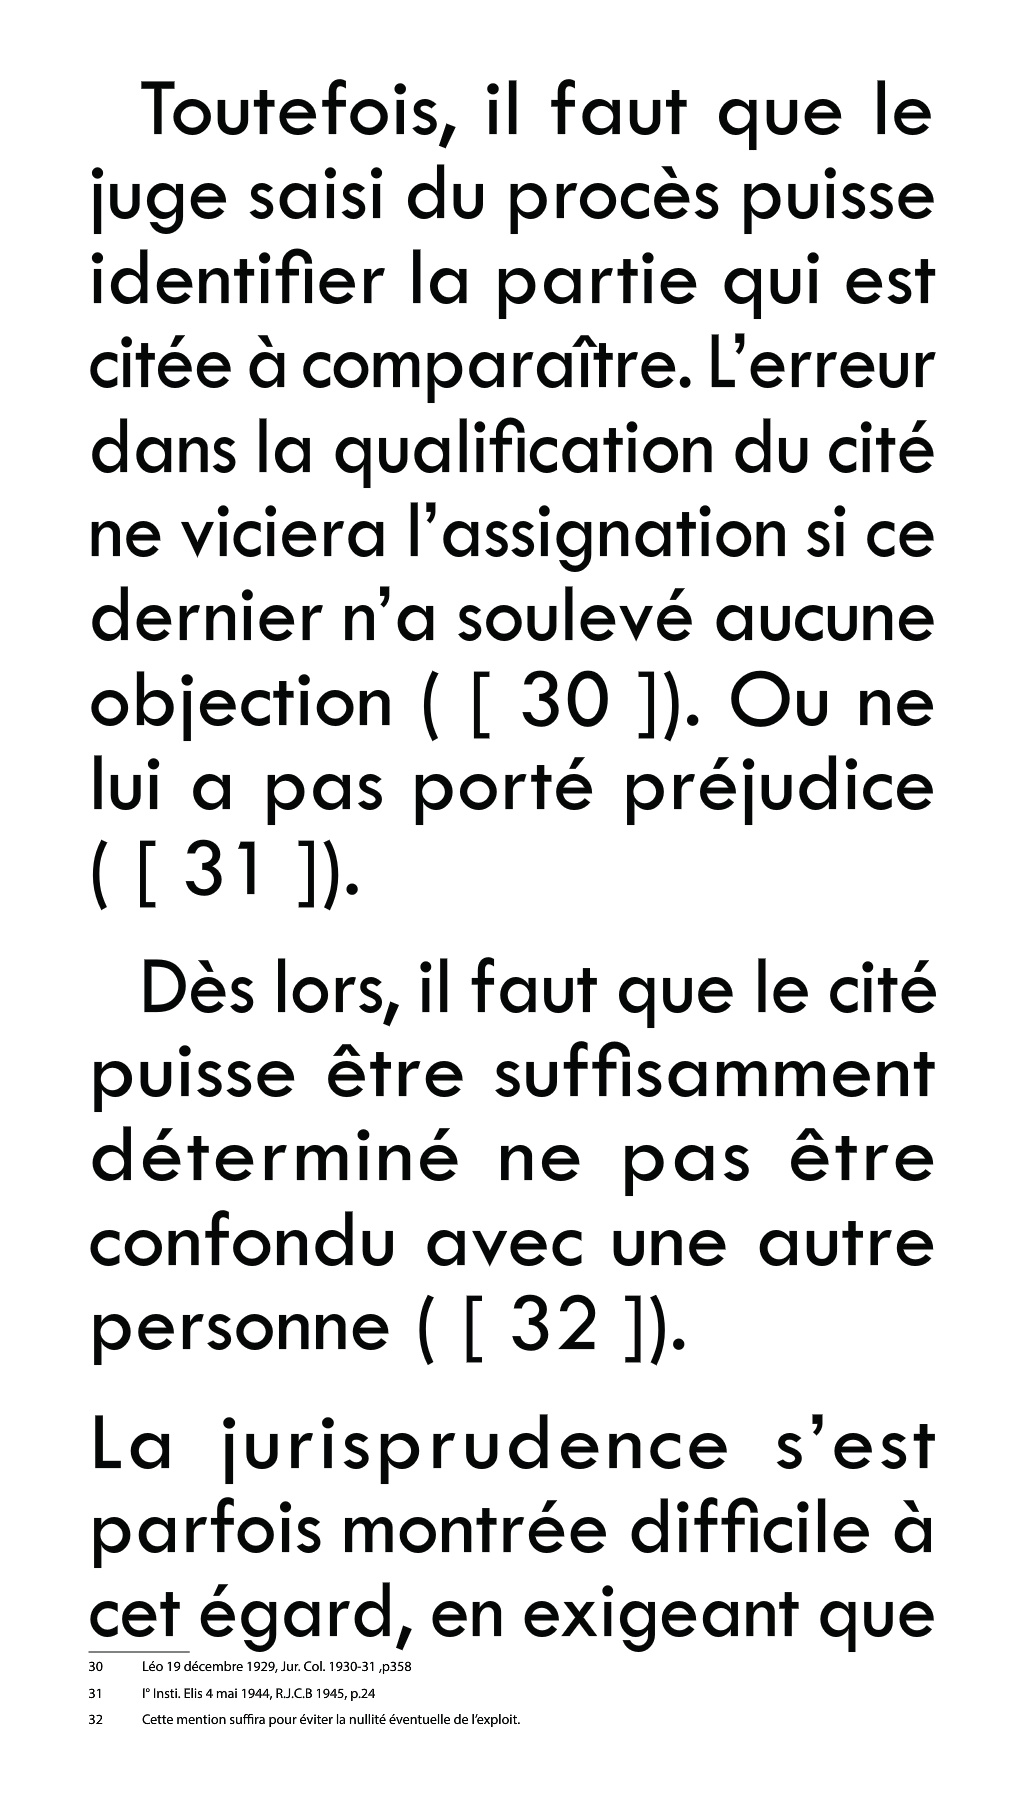 Toutefois, il faut que le
juge saisi du procès puisse
identifier la partie qui est
citée à comparaître. L’erreur
dans la qualification du cité
ne viciera l’assignation si ce
dernier n’a soulevé aucune
objection ( [ 30 ]). Ou ne
lui a pas porté préjudice
( [ 31 ]).
Dès lors, il faut que le cité
puisse être suffisamment
déterminé ne pas être
confondu avec une autre
personne ( [ 32 ]).
La jurisprudence s’est
parfois montrée difficile à
cet égard, en exigeant que
30 Léo 19 décembre 1929, Jur. Col. 1930-31 ,p358
31 I° Insti. Elis 4 mai 1944, R.J.C.B 1945, p.24
32 Cette mention suffira pour éviter la nullité éventuelle de l’exploit.